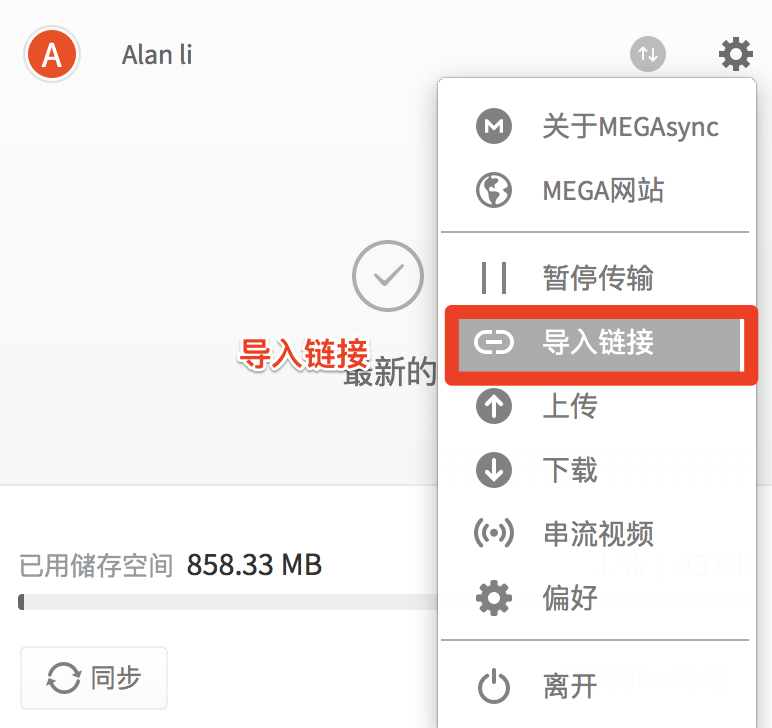 A
Alan li
关于MEGAsync
MEGA网站
暂停传输
导入链接
导入链接
最新的
上传
下载
串流视频
已用储存空间 858.33 MB
1 % / 85 GB
偏好
同步
离开